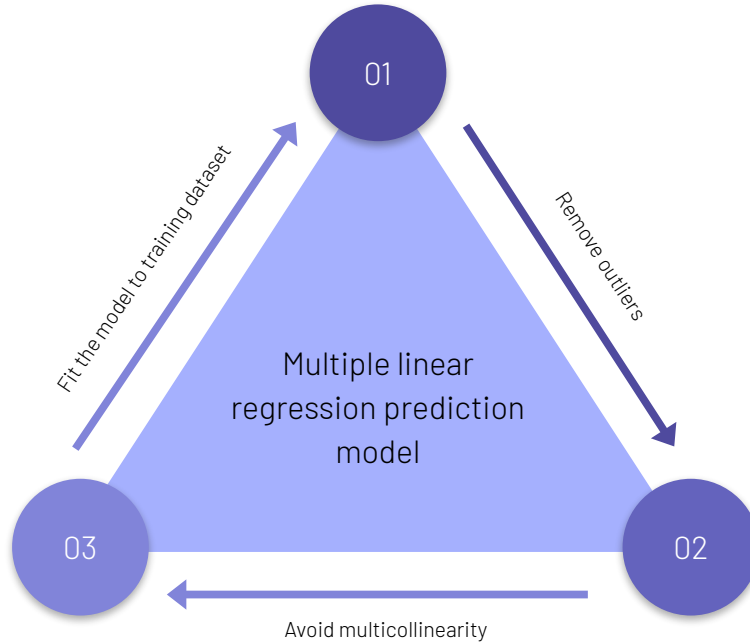 01
Fit the model to training dataset
Remove outliers
Multiple linear
regression prediction
model
03
02
Avoid multicollinearity